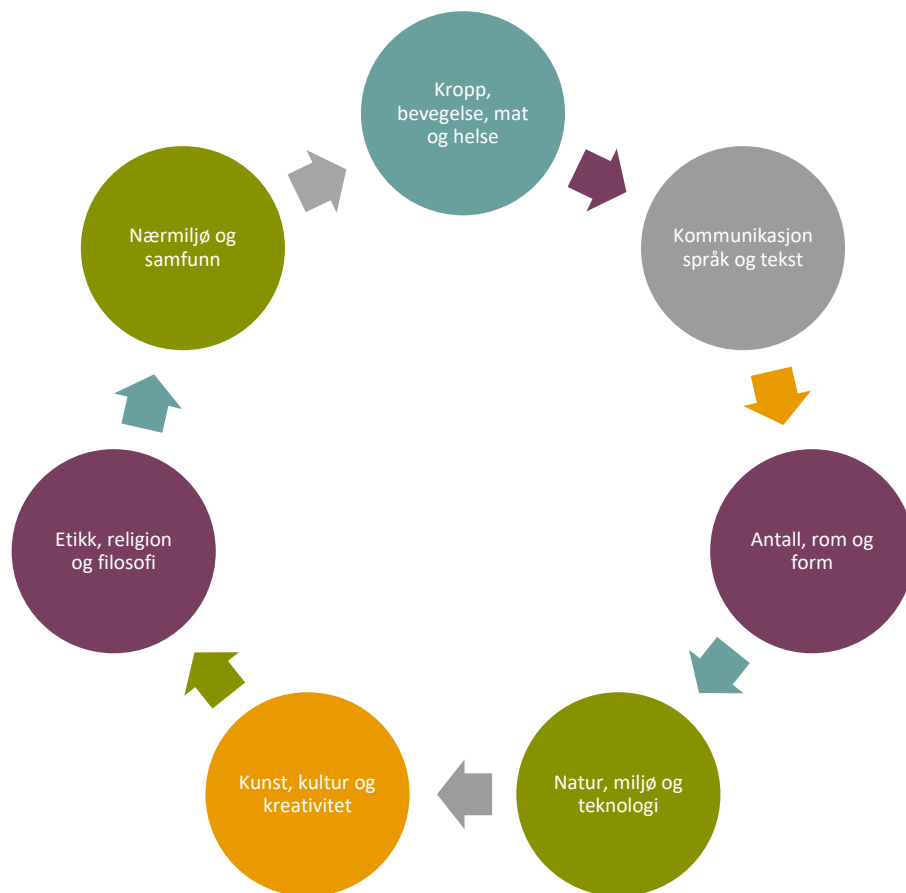 Kropp,
bevegelse, mat
og helse
Kommunikasjon
språk og tekst
Antall, rom og
form
Natur, miljø og
teknologi
Kunst, kultur og
kreativitet
Etikk, religion
og filosofi
Nærmiljø og
samfunn